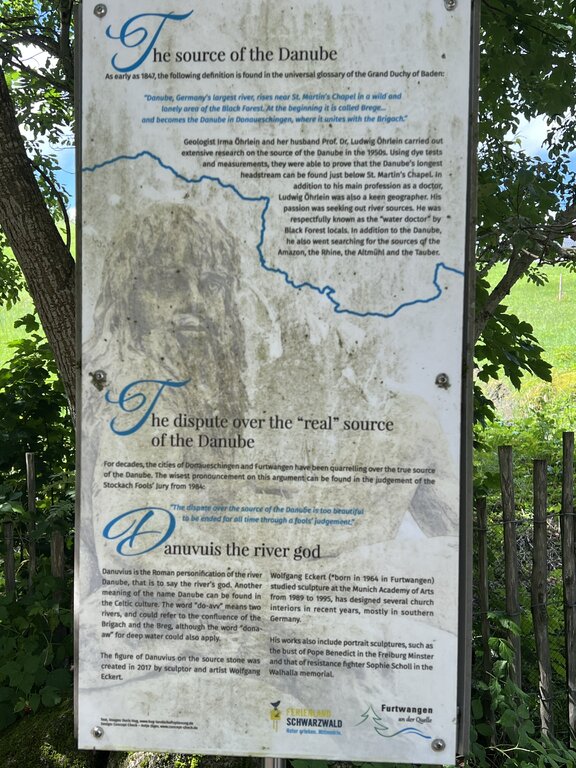 The source of the Danube
As early as 1847, the following definition is found in the universal glossary of the Grand Duchy of Baden:
"Danube, Germany's largest river, rises near St. Martin's Chapel in a wild and
lonely area of the Black Forest. At the beginning it is called Brege...
and becomes the Danube in Donaueschingen, where it unites with the Brigach."
Geologist Irma Öhrlein and her husband Prof. Dr. Ludwig Öhrlein carried out
extensive research on the source of the Danube in the 1950s. Using dye tests
and measurements, they were able to prove that the Danube's longest
headstream can be found just below St. Martin's Chapel. In
addition to his main profession as a doctor,
Ludwig Öhrlein was also a keen geographer. His
passion was seeking out river sources. He was
respectfully known as the "water doctor" by
Black Forest locals. In addition to the Danube,
he also went searching for the sources of the
Amazon, the Rhine, the Altmühl and the Tauber.
The dispute over the "real" source
of the Danube
For decades, the cities of Donaueschingen and Furtwangen have been quarrelling over the true source
of the Danube. The wisest pronouncement on this argument can be found in the judgement of the
Stockach Fools' Jury from 1984:
"The dispute over the source of the Danube is too beautiful
to be ended for all time through a fools' judgement."
Danuvuis the river god
Danuvius is the Roman personification of the river
Danube, that is to say the river's god. Another
meaning of the name Danube can be found in
the Celtic culture. The word "do-avv" means two
rivers, and could refer to the confluence of the
Brigach and the Breg, although the word "dona-
aw" for deep water could also apply.
The figure of Danuvius on the source stone was
created in 2017 by sculptor and artist Wolfgang
Eckert.
Wolfgang Eckert (*born in 1964 in Furtwangen)
studied sculpture at the Munich Academy of Arts
from 1989 to 1995, has designed several church
interiors in recent years, mostly in southern
Germany.
His works also include portrait sculptures, such as
the bust of Pope Benedict in the Freiburg Minster
and that of resistance fighter Sophie Scholl in the
Walhalla memorial.
FERIENLAND
SCHWARZWALD
Natur erleben. Mittendrin.
Furtwangen
an der Quelle